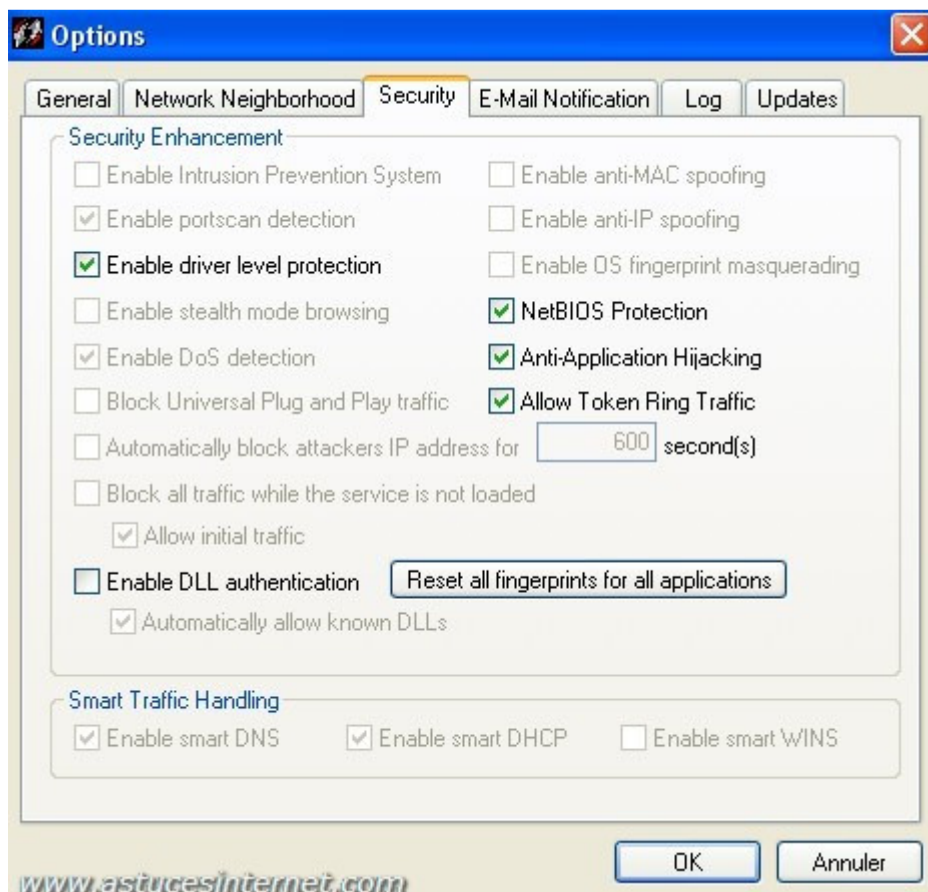 Options
General Network Neighborhood Security E-Mail Notification Log Updates
Security Enhancement
Enable Intrusion Prevention System Enable anti-MAC spoofing
Enable portscan detection Enable anti-IP spoofing
Enable driver level protection Enable OS fingerprint masquerading
Enable stealth mode browsing NetBIOS Protection
Enable DoS detection Anti-Application Hijacking
Block Universal Plug and Play traffic Allow Token Ring Traffic
Automatically block attackers IP address for 600 second(s)
Block all traffic while the service is not loaded
Allow initial traffic
Enable DLL authentication Reset all fingerprints for all applications
Automatically allow known DLLs
Smart Traffic Handling
Enable smart DNS Enable smart DHCP Enable smart WINS
OK Annuler
www.astucesinternet.com